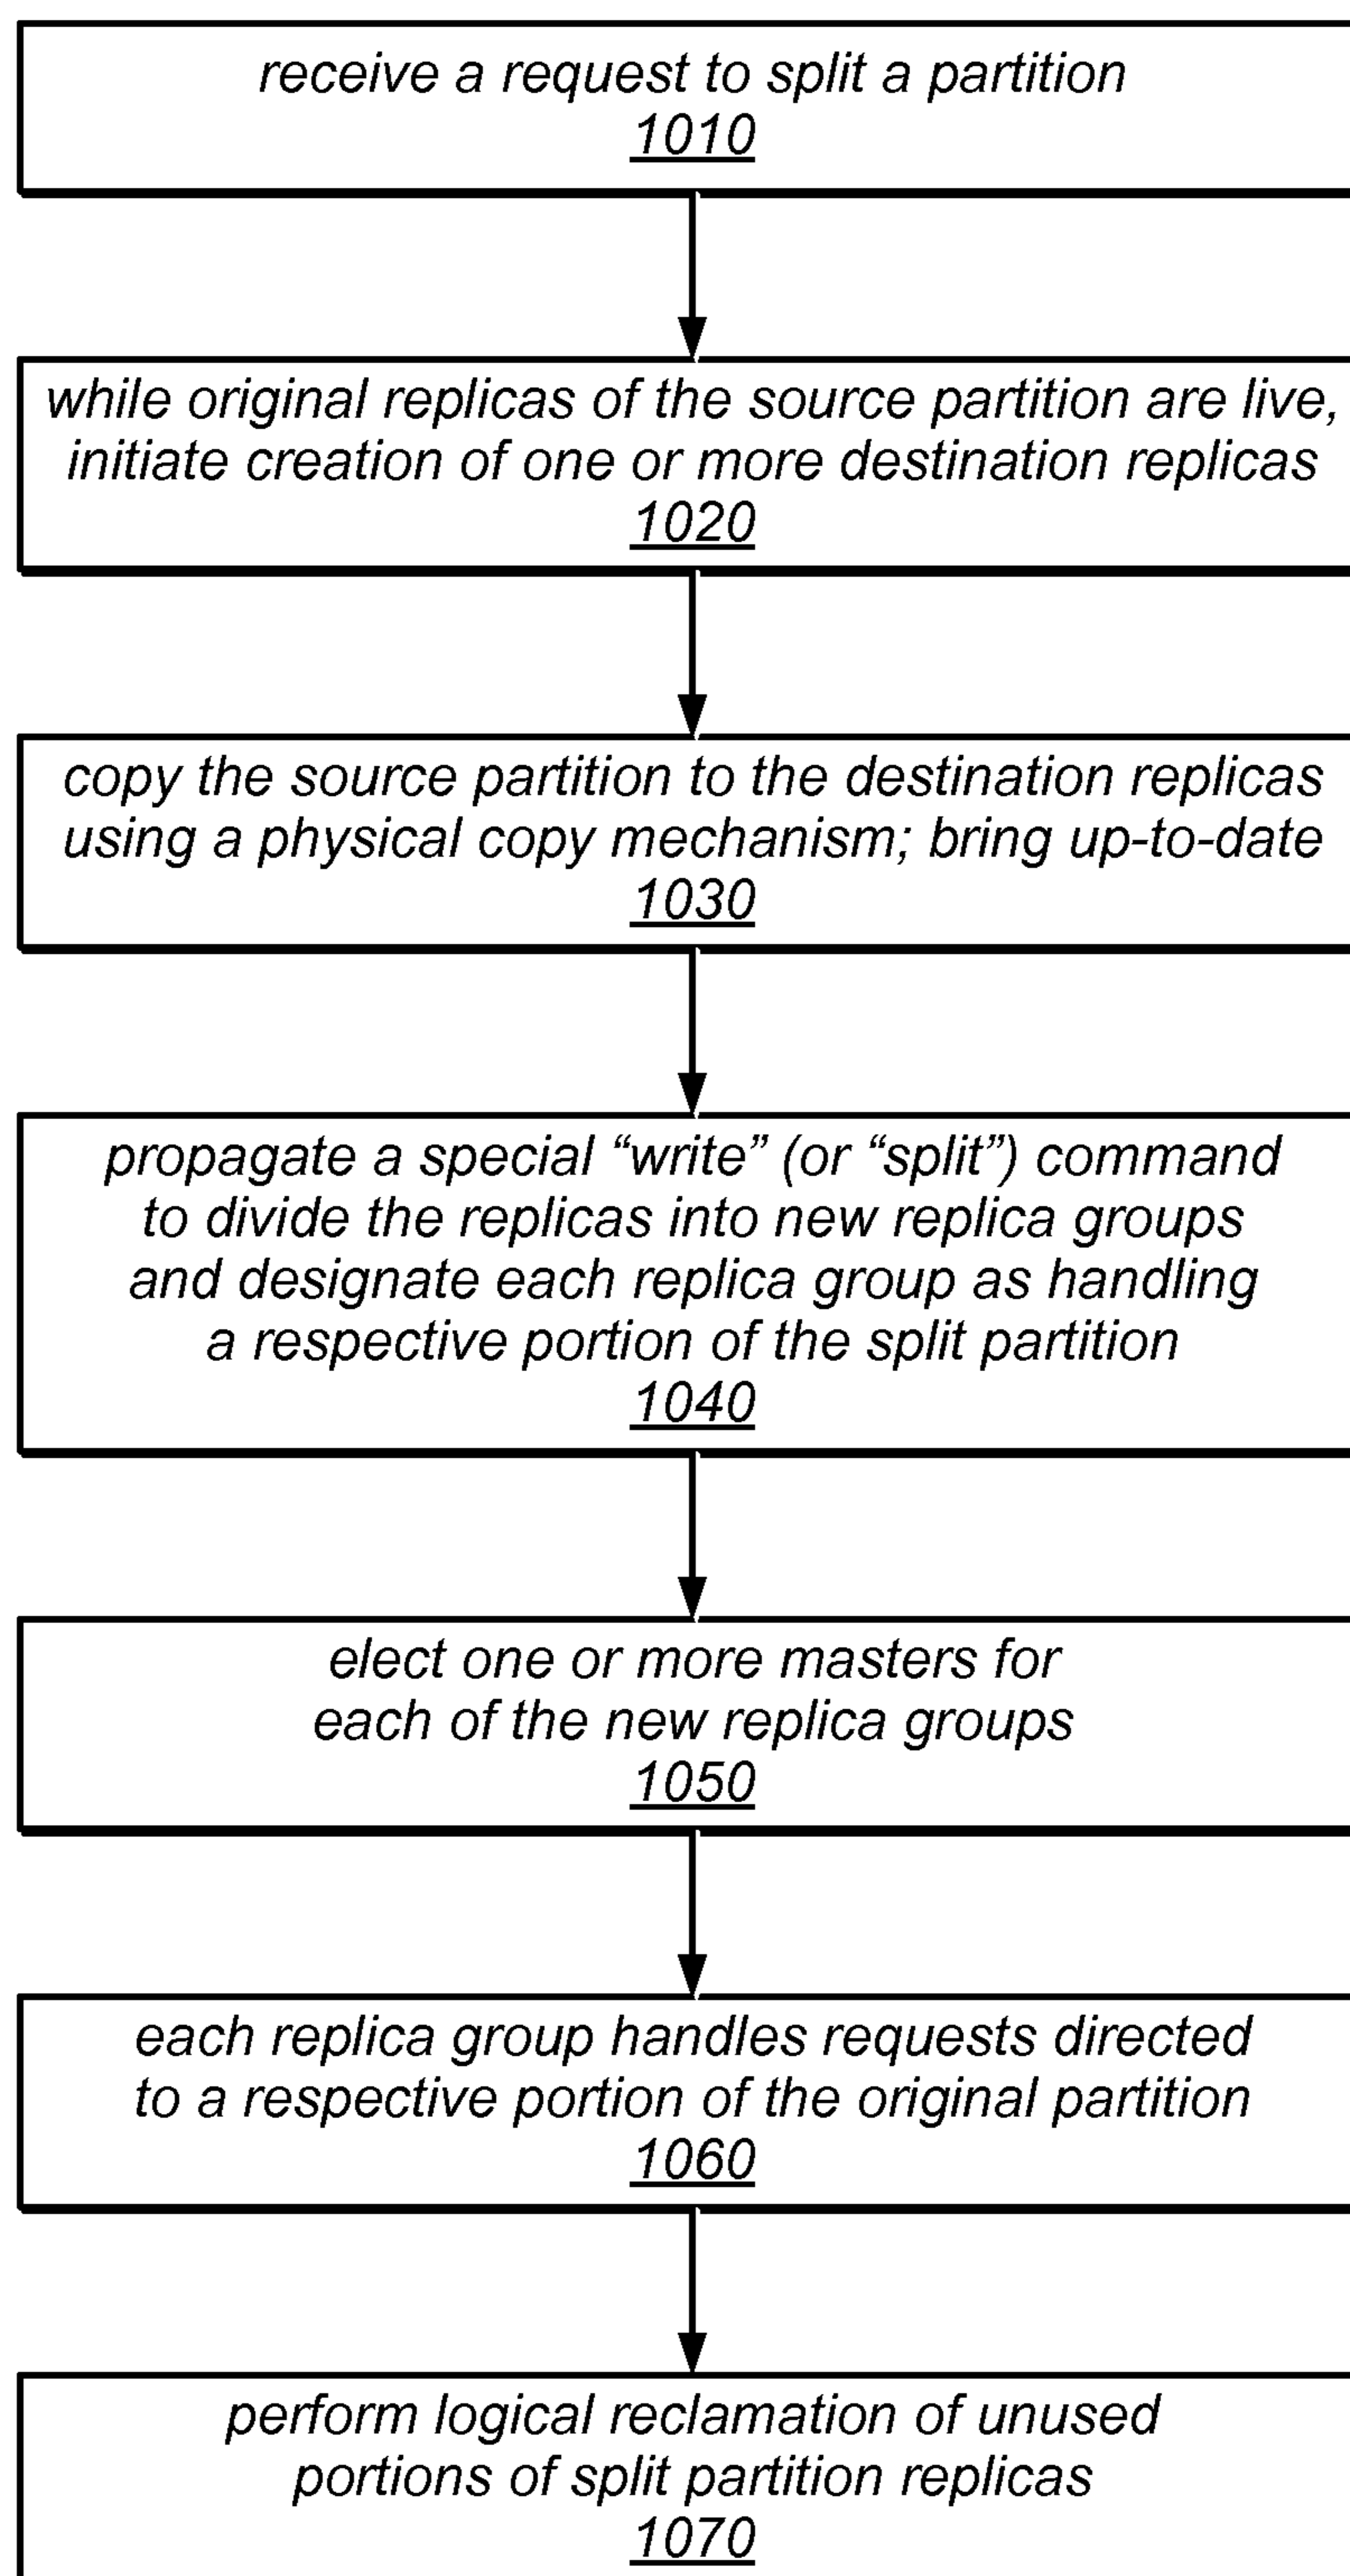 receive a request to split a partition
1010
while original replicas of the source partition are live,
initiate creation of one or more destination replicas
1020
copy the source partition to the destination replicas
using a physical copy mechanism; bring up-to-date
1030
propagate a special “write” (or “split”) command
to divide the replicas into new replica groups
and designate each replica group as handling
a respective portion of the split partition
1040
elect one or more masters for
each of the new replica groups
1050
each replica group handles requests directed
to a respective portion of the original partition
1060
perform logical reclamation of unused
portions of split partition replicas
1070